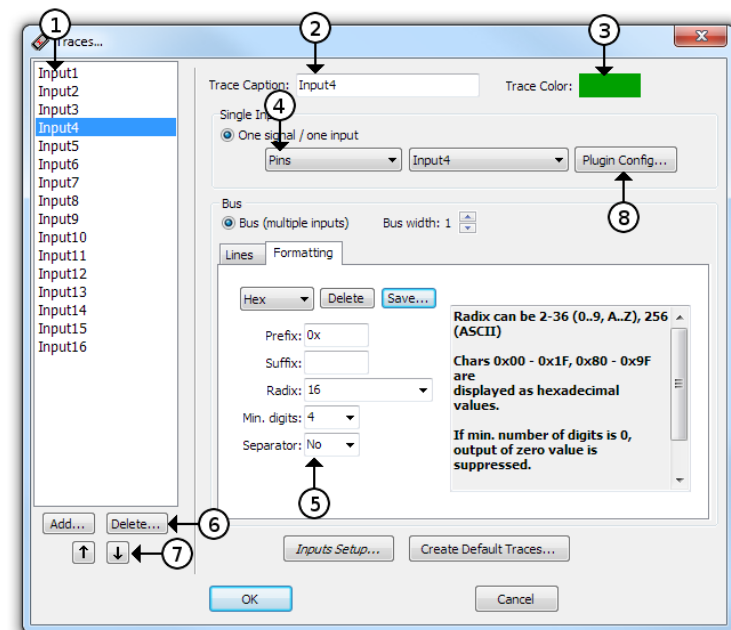 1
2
3
Traces...
Input1
Input2
Input3
Input4
Input5
Input6
Input7
Input8
Input9
Input10
Input11
Input12
Input13
Input14
Input15
Input16
Add... Delete...
6
↑ ↓
7
Trace Caption: Input4 Trace Color:
4
Single
One signal / one input
Pins Input4 Plugin Config...
8
Bus
Bus (multiple inputs) Bus width: 1
Lines Formatting
Hex Delete Save...
Prefix: 0x
Suffix:
Radix: 16
Min. digits: 4
Separator: No
5
Radix can be 2-36 (0..9, A..Z), 256
(ASCII)
Chars 0x00 - 0x1F, 0x80 - 0x9F
are
displayed as hexadecimal
values.
If min. number of digits is 0,
output of zero value is
suppressed.
Inputs Setup... Create Default Traces...
OK Cancel